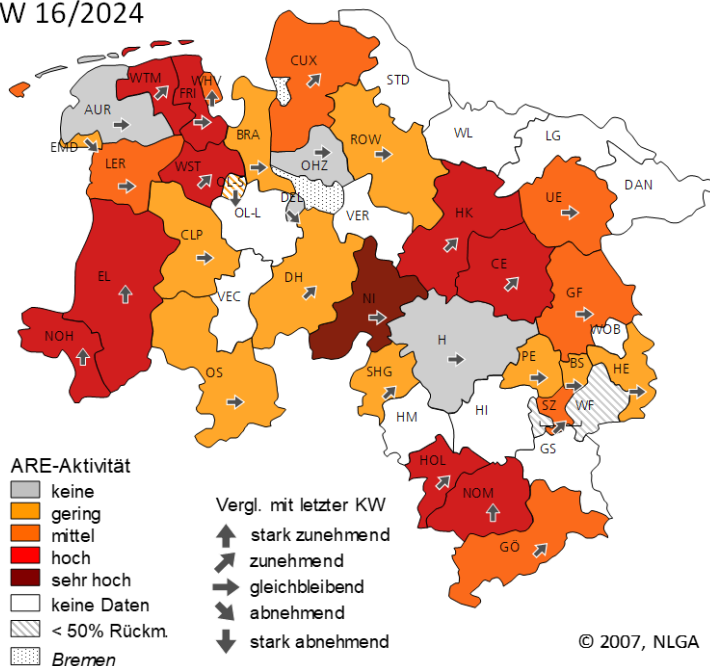 W 16/2024
CUX
STD
WTM
FRI
WHV
AUR
BRA
ROW
WL
LG
EMD
LER
WST
OHZ
DAN
DEL
OL-L
VER
HK
UE
CLP
EL
CE
DH
NI
GF
VEC
NOH
H
WOB
OS
SHG
PE
BS
HE
HM
HI
SZ
WF
GS
HOL
NOM
GÖ
ARE-Aktivität
keine
gering
mittel
hoch
sehr hoch
keine Daten
< 50% Rückm.
Bremen
Vergl. mit letzter KW
stark zunehmend
zunehmend
gleichbleibend
abnehmend
stark abnehmend
© 2007, NLGA